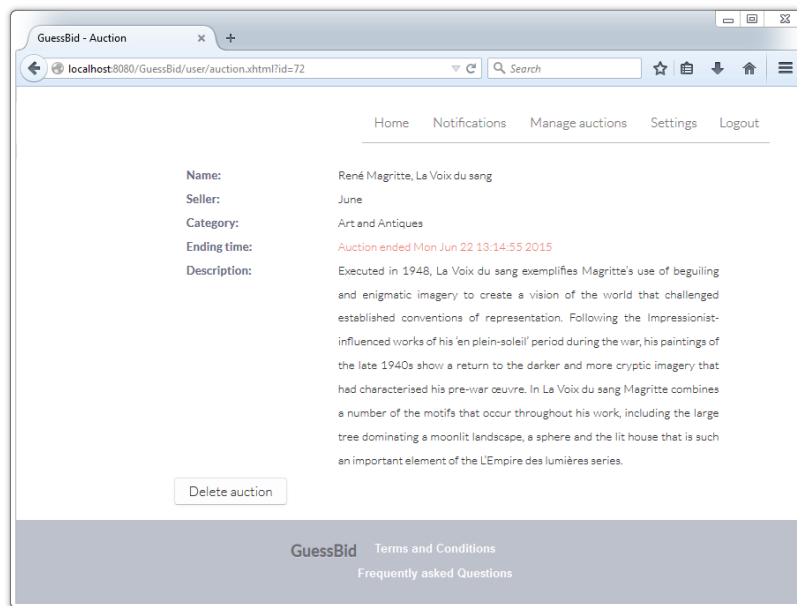 GuessBid - Auction
localhost:8080/GuessBid/user/auction.xhtml?id=72
Search
Home Notifications Manage auctions Settings Logout
Name: René Magritte, La Voix du sang
Seller: June
Category: Art and Antiques
Ending time: Auction ended Mon Jun 22 13:14:55 2015
Description: Executed in 1948, La Voix du sang exemplifies Magritte's use of beguiling
and enigmatic imagery to create a vision of the world that challenged
established conventions of representation. Following the Impressionist-
influenced works of his 'en plein-soleil' period during the war, his paintings of
the late 1940s show a return to the darker and more cryptic imagery that
had characterised his pre-war œuvre. In La Voix du sang Magritte combines
a number of the motifs that occur throughout his work, including the large
tree dominating a moonlit landscape, a sphere and the lit house that is such
an important element of the L'Empire des lumières series.
Delete auction
GuessBid Terms and Conditions
Frequently asked Questions